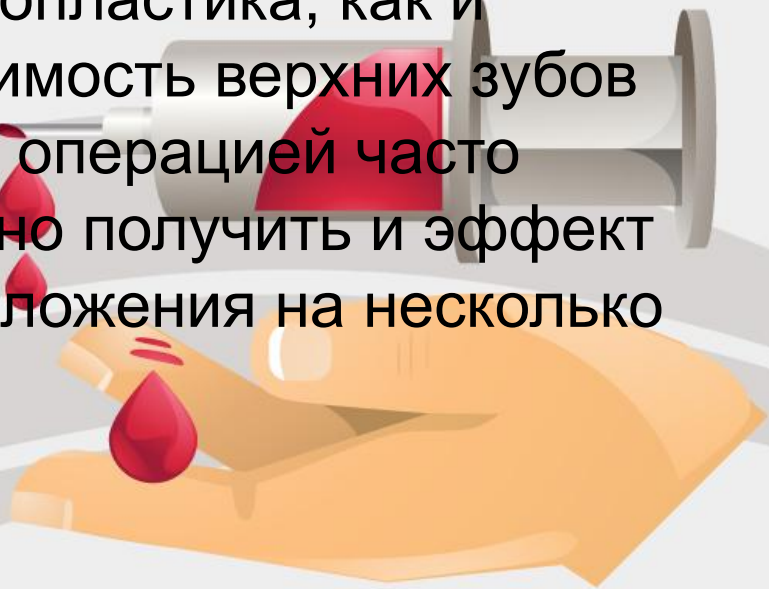 опластика, как и
имость верхних зубов
операцией часто
но получить и эффект
ложения на несколько